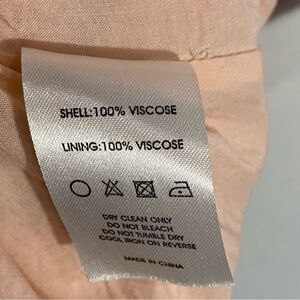 SHELL:100% VISCOSE
LINING:100% VISCOSE
DRY CLEAN ONLY
DO NOT BLEACH
DO NOT TUMBLE DRY
COOL IRON ON REVERSE
MADE IN CHINA